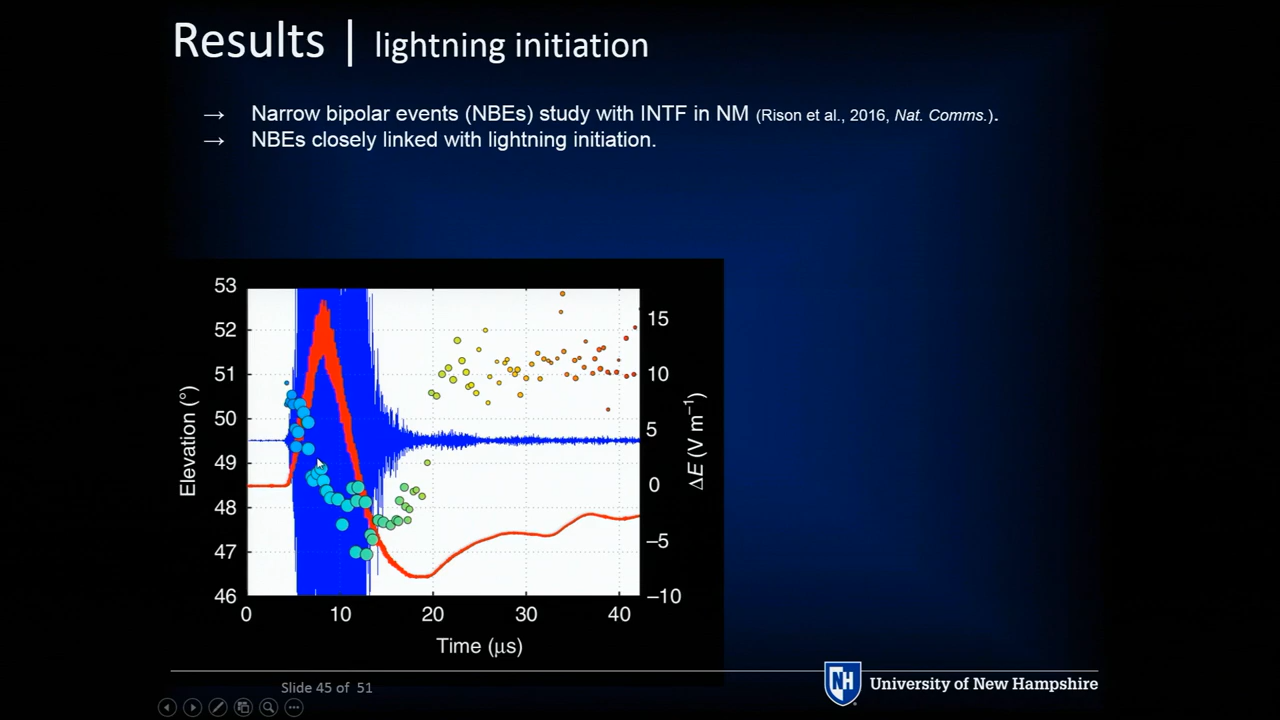 Results | lightning initiation
→ Narrow bipolar events (NBEs) study with INTF in NM (Rison et al., 2016, Nat. Comms.).
→ NBEs closely linked with lightning initiation.
53
52
51
50
49
48
47
46
Elevation (°)
15
10
5
0
–5
–10
ΔE (V m⁻¹)
0 10 20 30 40
Time (μs)
Slide 45 of 51
NH University of New Hampshire